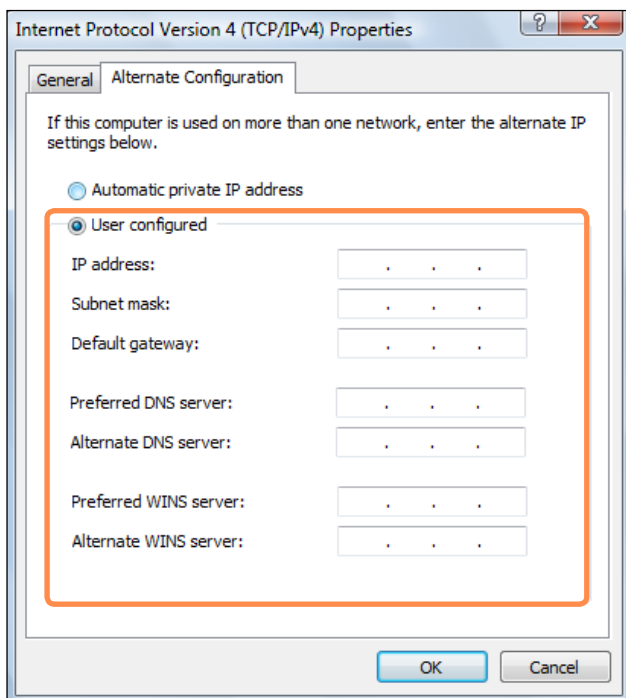 Internet Protocol Version 4 (TCP/IPv4) Properties
General
Alternate Configuration
If this computer is used on more than one network, enter the alternate IP
settings below.
Automatic private IP address
User configured
IP address:
Subnet mask:
Default gateway:
Preferred DNS server:
Alternate DNS server:
Preferred WINS server:
Alternate WINS server:
OK
Cancel